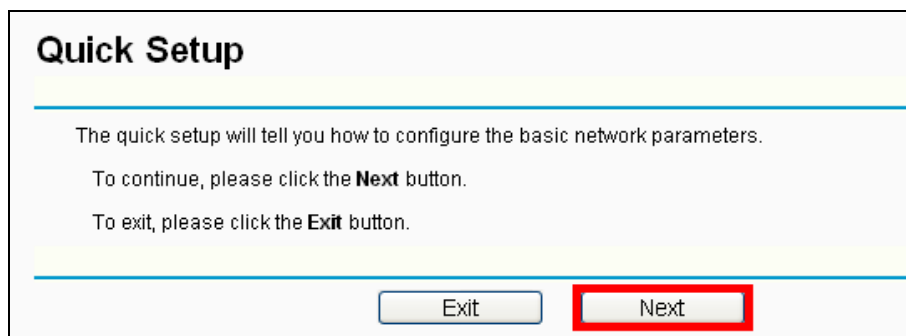 Quick Setup
The quick setup will tell you how to configure the basic network parameters.
To continue, please click the Next button.
To exit, please click the Exit button.
Exit Next